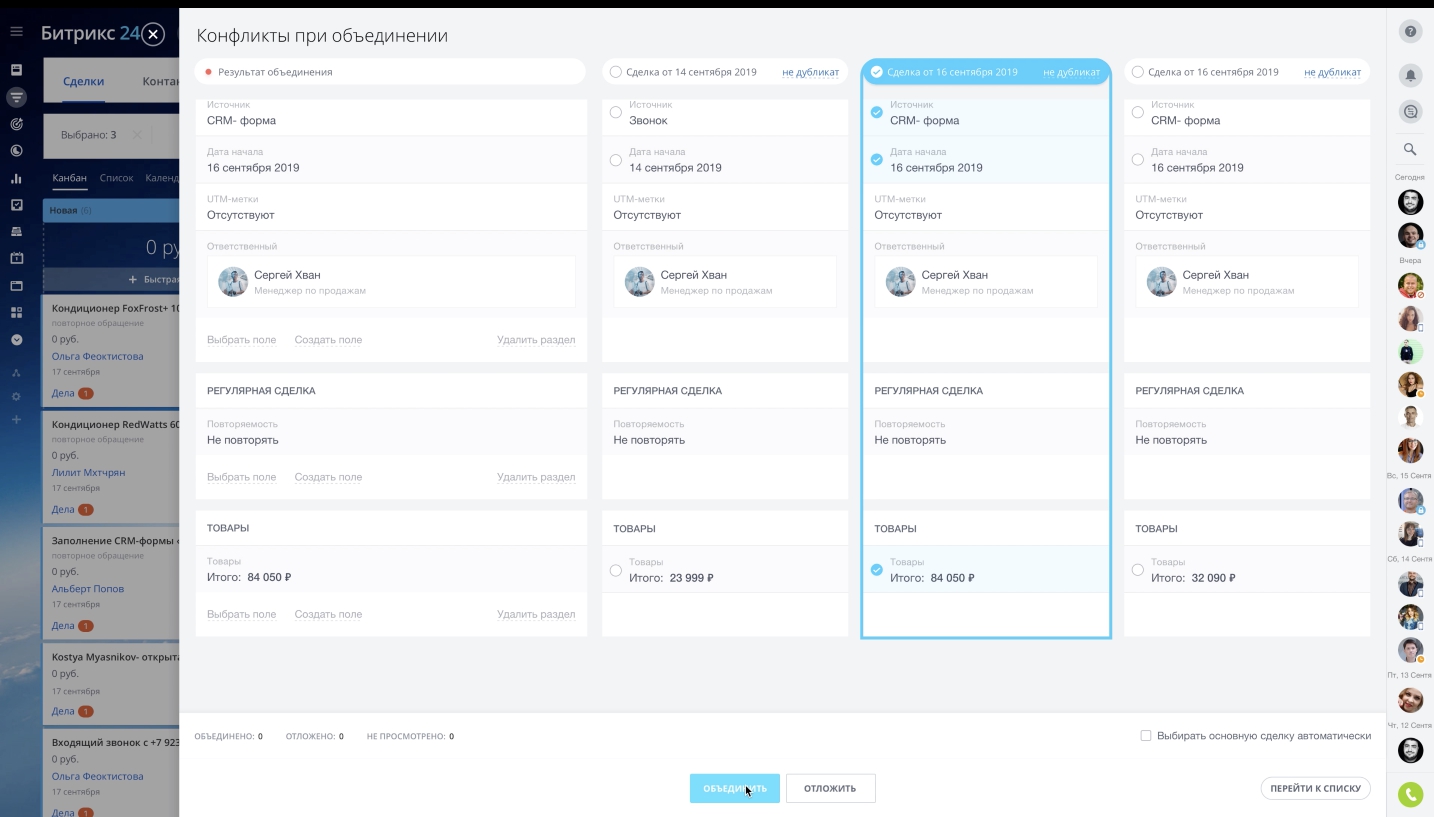 Битрикс 24
Сделки
Конта
Выбрано: 3
Канбан
Список
Календ
Новая (6)
0 ру
+ Быстра
Кондиционер FoxFrost+ 10
повторное обращение
0 руб.
Ольга Феоктистова
17 сентября
Дела 1
Кондиционер RedWatts 60
повторное обращение
0 руб.
Лилит Мхтчрян
17 сентября
Дела 1
Заполнение CRM-формы «
повторное обращение
0 руб.
Альберт Попов
17 сентября
Дела 1
Kostya Myasnikov- открыта
0 руб.
17 сентября
Дела 1
Входящий звонок с +7 923
0 руб.
Ольга Феоктистова
17 сентября
Дела 1
Конфликты при объединении
Результат объединения
Источник
CRM- форма
Дата начала
16 сентября 2019
UTM-метки
Отсутствуют
Ответственный
Сергей Хван
Менеджер по продажам
Выбрать поле Создать поле Удалить раздел
РЕГУЛЯРНАЯ СДЕЛКА
Повторяемость
Не повторять
Выбрать поле Создать поле Удалить раздел
ТОВАРЫ
Товары
Итого: 84 050 ₽
Выбрать поле Создать поле Удалить раздел
Сделка от 14 сентября 2019 не дубликат
Источник
Звонок
Дата начала
14 сентября 2019
UTM-метки
Отсутствуют
Ответственный
Сергей Хван
Менеджер по продажам
РЕГУЛЯРНАЯ СДЕЛКА
Повторяемость
Не повторять
ТОВАРЫ
Товары
Итого: 23 999 ₽
Сделка от 16 сентября 2019 не дубликат
Источник
CRM- форма
Дата начала
16 сентября 2019
UTM-метки
Отсутствуют
Ответственный
Сергей Хван
Менеджер по продажам
РЕГУЛЯРНАЯ СДЕЛКА
Повторяемость
Не повторять
ТОВАРЫ
Товары
Итого: 84 050 ₽
Сделка от 16 сентября 2019 не дубликат
Источник
CRM- форма
Дата начала
16 сентября 2019
UTM-метки
Отсутствуют
Ответственный
Сергей Хван
Менеджер по продажам
РЕГУЛЯРНАЯ СДЕЛКА
Повторяемость
Не повторять
ТОВАРЫ
Товары
Итого: 32 090 ₽
ОБЪЕДИНЕНО: 0 ОТЛОЖЕНО: 0 НЕ ПРОСМОТРЕНО: 0
Выбирать основную сделку автоматически
ОБЪЕДИНИТЬ
ОТЛОЖИТЬ
ПЕРЕЙТИ К СПИСКУ
Сегодня
Вчера
Вс, 15 Сентя
Сб, 14 Сентя
Пт, 13 Сентя
Чт, 12 Сентя